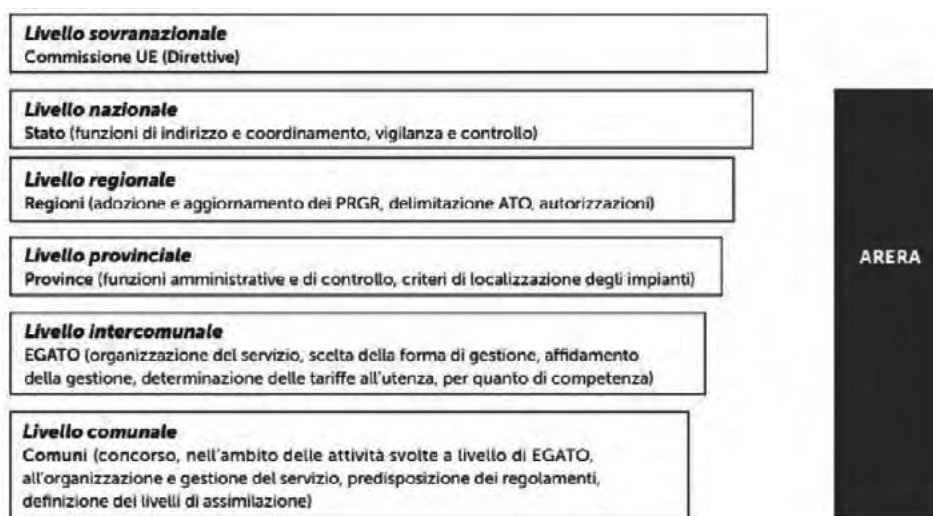 Livello sovranazionale
Commissione UE (Direttive)
Livello nazionale
Stato (funzioni di indirizzo e coordinamento, vigilanza e controllo)
Livello regionale
Regioni (adozione e aggiornamento dei PRGR, delimitazione ATO, autorizzazioni)
Livello provinciale
Province (funzioni amministrative e di controllo, criteri di localizzazione degli impianti)
ARERA
Livello intercomunale
EGATO (organizzazione del servizio, scelta della forma di gestione, affidamento
della gestione, determinazione delle tariffe all'utenza, per quanto di competenza)
Livello comunale
Comuni (concorso, nell'ambito delle attività svolte a livello di EGATO,
all'organizzazione e gestione del servizio, predisposizione dei regolamenti,
definizione dei livelli di assimilazione)